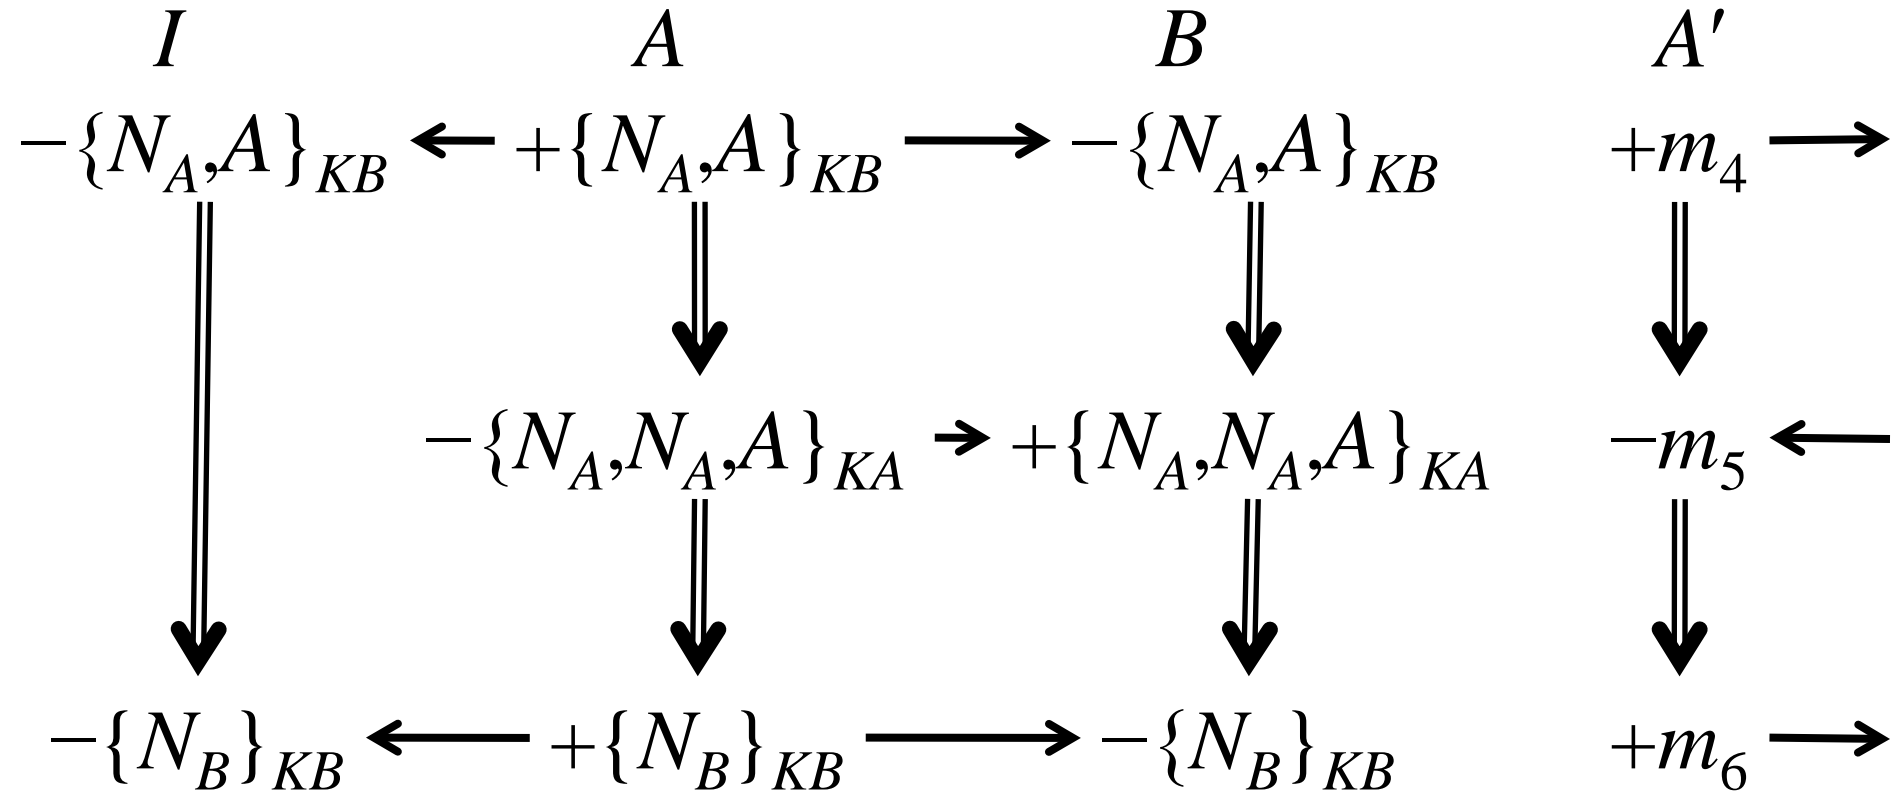 I A B A′
−{N_A,A}_KB +{N_A,A}_KB −{N_A,A}_KB +m_4
−{N_A,N_A,A}_KA +{N_A,N_A,A}_KA −m_5
−{N_B}_KB +{N_B}_KB −{N_B}_KB +m_6